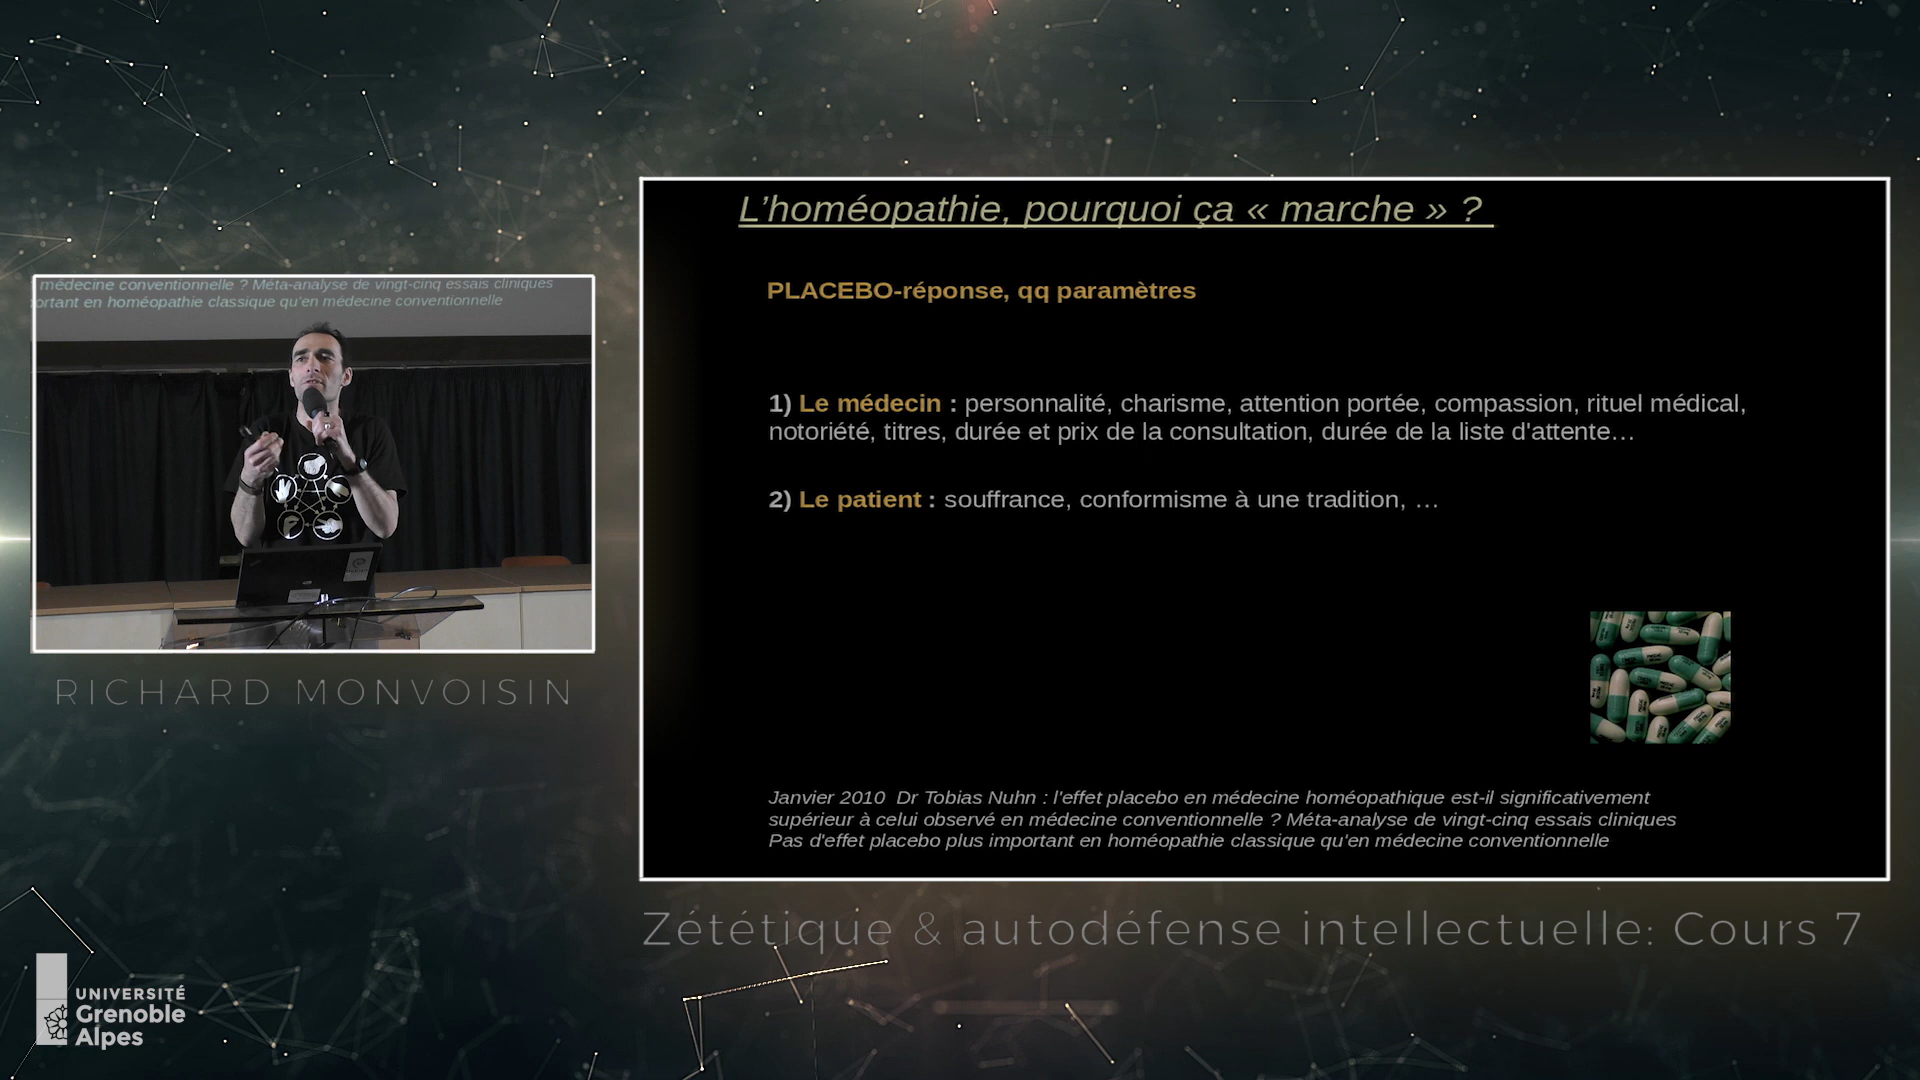 L'homéopathie, pourquoi ça « marche » ?
PLACEBO-réponse, qq paramètres
1) Le médecin : personnalité, charisme, attention portée, compassion, rituel médical,
notoriété, titres, durée et prix de la consultation, durée de la liste d'attente…
2) Le patient : souffrance, conformisme à une tradition, …
Janvier 2010 Dr Tobias Nuhn : l'effet placebo en médecine homéopathique est-il significativement
supérieur à celui observé en médecine conventionnelle ? Méta-analyse de vingt-cinq essais cliniques
Pas d'effet placebo plus important en homéopathie classique qu'en médecine conventionnelle
médecine conventionnelle ? Méta-analyse de vingt-cinq essais cliniques
en homéopathie classique qu'en médecine conventionnelle
RICHARD MONVOISIN
Zététique & autodéfense intellectuelle: Cours 7
UNIVERSITÉ
Grenoble
Alpes